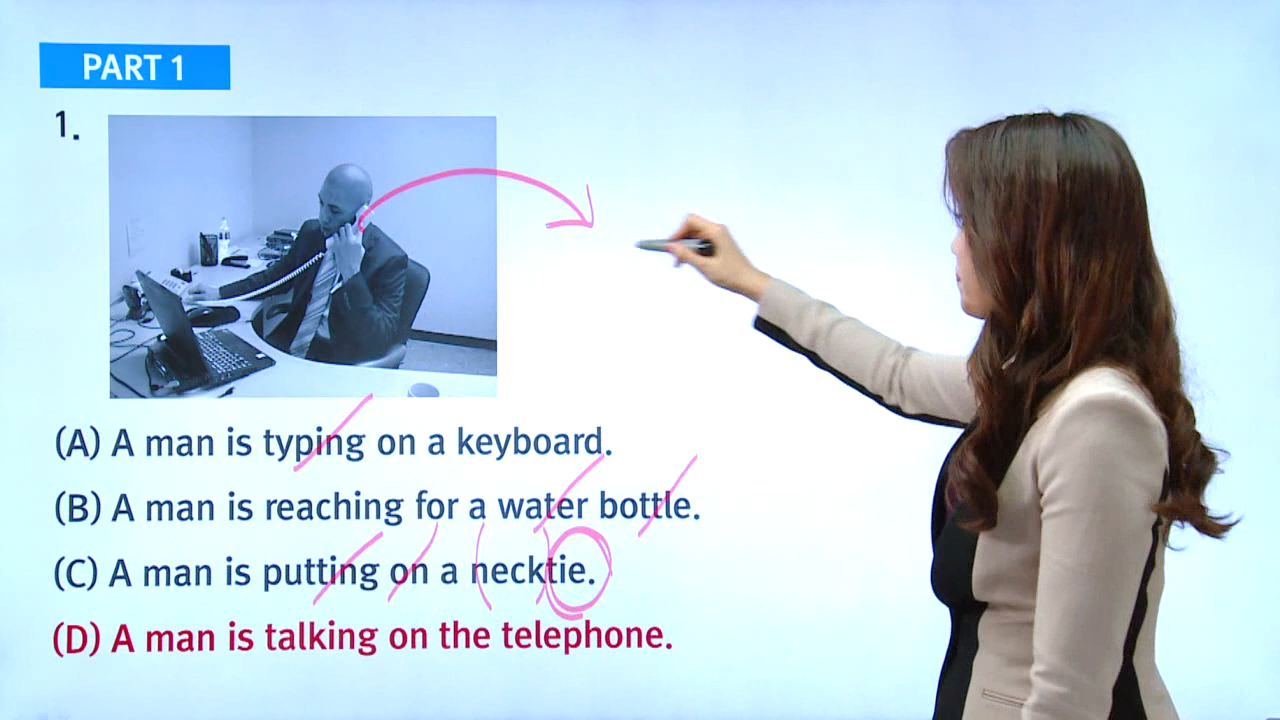 PART 1
1.
(A) A man is typing on a keyboard.
(B) A man is reaching for a water bottle.
(C) A man is putting on a necktie.
(D) A man is talking on the telephone.